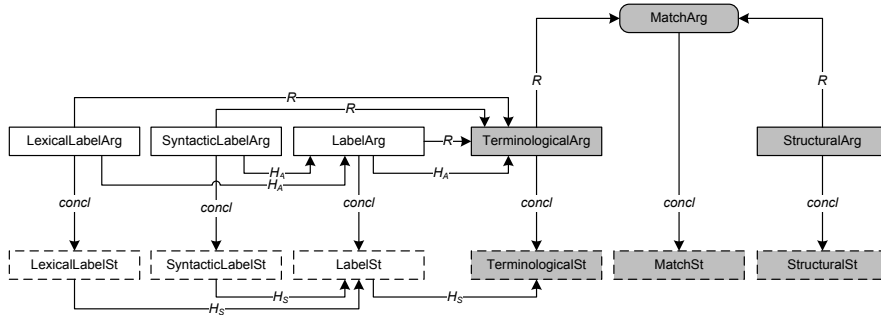 MatchArg
R
R
R
R
LexicalLabelArg
SyntacticLabelArg
LabelArg
R
TerminologicalArg
StructuralArg
H_A
H_A
H_A
concl
concl
concl
concl
concl
concl
LexicalLabelSt
SyntacticLabelSt
LabelSt
TerminologicalSt
MatchSt
StructuralSt
H_S
H_S
H_S